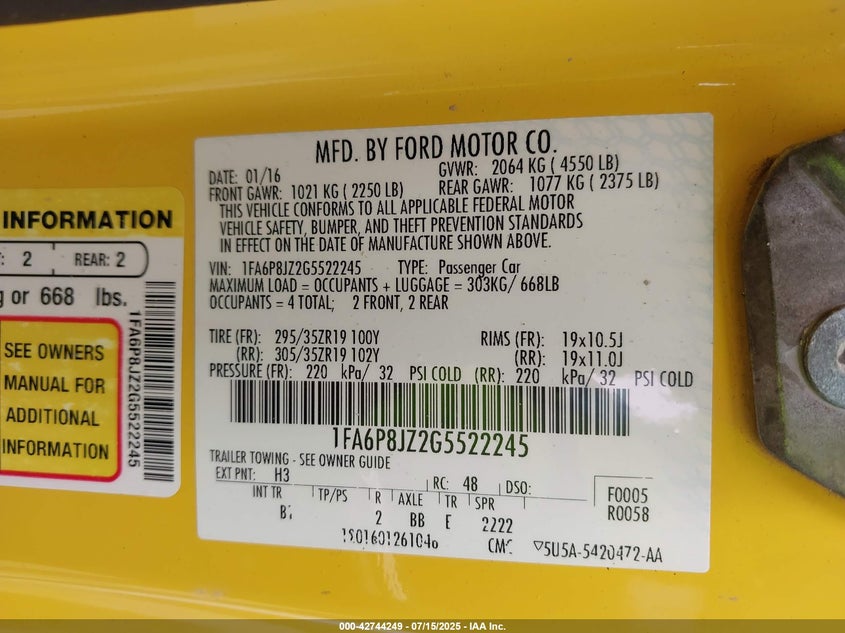 INFORMATION
: 2 REAR: 2
g or 668 lbs.
SEE OWNERS
MANUAL FOR
ADDITIONAL
INFORMATION
1FA6P8JZ2G5522245
MFD. BY FORD MOTOR CO.
DATE: 01/16 GVWR: 2064 KG ( 4550 LB)
FRONT GAWR: 1021 KG ( 2250 LB) REAR GAWR: 1077 KG ( 2375 LB)
THIS VEHICLE CONFORMS TO ALL APPLICABLE FEDERAL MOTOR
VEHICLE SAFETY, BUMPER, AND THEFT PREVENTION STANDARDS
IN EFFECT ON THE DATE OF MANUFACTURE SHOWN ABOVE.
VIN: 1FA6P8JZ2G5522245 TYPE: Passenger Car
MAXIMUM LOAD = OCCUPANTS + LUGGAGE = 303KG/ 668LB
OCCUPANTS = 4 TOTAL; 2 FRONT, 2 REAR
TIRE (FR): 295/35ZR19 100Y RIMS (FR): 19x10.5J
(RR): 305/35ZR19 102Y (RR): 19x11.0J
PRESSURE (FR): 220 kPa/ 32 PSI COLD (RR): 220 kPa/ 32 PSI COLD
1FA6P8JZ2G5522245
TRAILER TOWING - SEE OWNER GUIDE
EXT PNT: H3 RC: 48 DSO: F0005
INT TR TP/PS R AXLE TR SPR R0058
2 BB E 2222
▽5U5A-5420472-AA
000-42744249 - 07/15/2025 - IAA Inc.